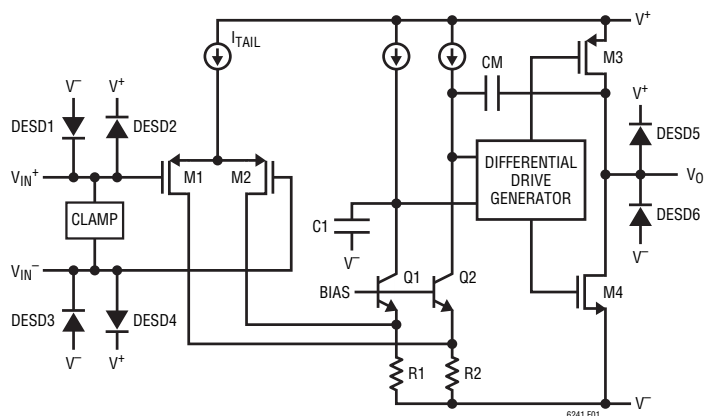 V+
I TAIL
M3
CM
V– V+
V+
DESD1 DESD2
DESD5
DIFFERENTIAL
DRIVE
GENERATOR
VIN+
M1 M2
VO
CLAMP
C1
DESD6
V–
V–
VIN–
Q1 Q2
BIAS
M4
DESD3 DESD4
V– V+
R1 R2
V–
6241 F01